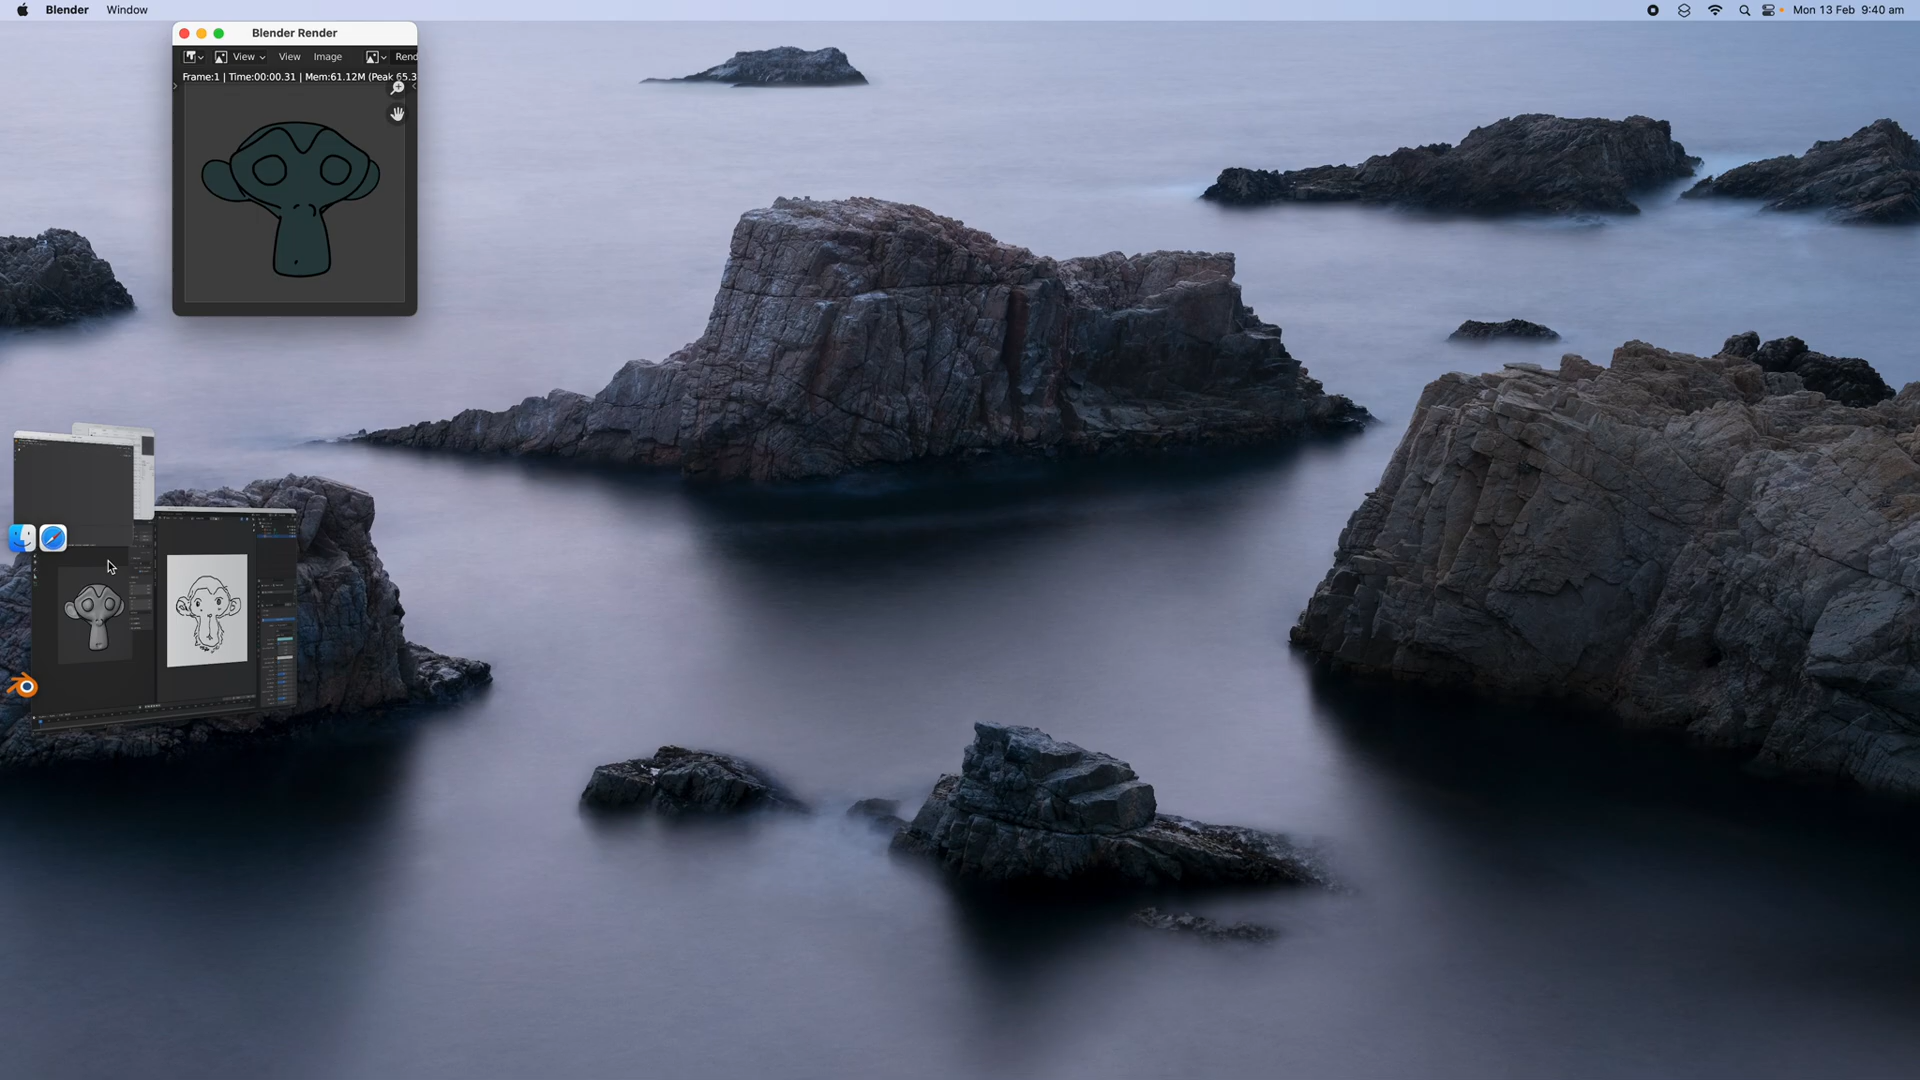 Blender Window
Mon 13 Feb 9:40 am
Blender Render
View View Image Rend
Frame:1 | Time:00:00.31 | Mem:61.12M (Peak 65.3